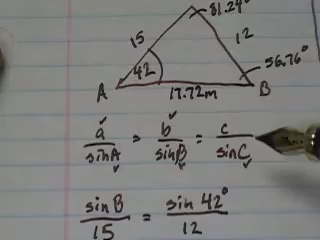 81.24°
15
12
42
56.76°
A
17.72m
B
a/sinA = b/sinB = c/sinC
sinB/15 = sin 42°/12